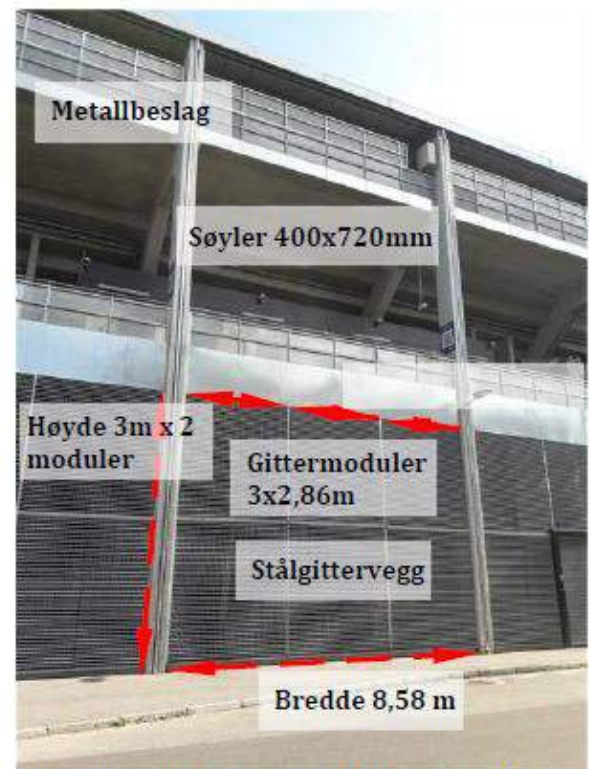 Metallbeslag
Søyler 400x720mm
Høyde 3m x 2
moduler
Gittermoduler
3x2,86m
Stålgittervegg
Bredde 8,58 m